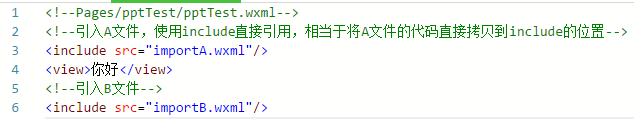 1 <!--Pages/pptTest/pptTest.wxml-->
2 <!--引入A文件，使用include直接引用，相当于将A文件的代码直接拷贝到include的位置-->
3 <include src="importA.wxml"/>
4 <view>你好</view>
5 <!--引入B文件-->
6 <include src="importB.wxml"/>